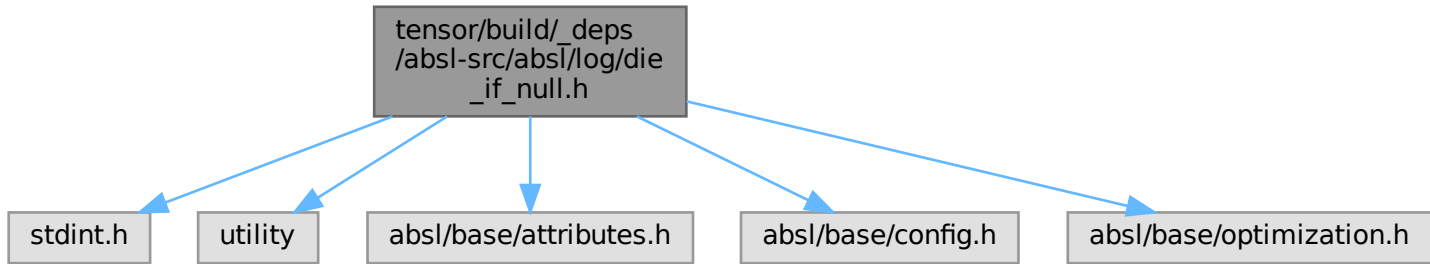 tensor/build/_deps
/absl-src/absl/log/die
_if_null.h
stdint.h
utility
absl/base/attributes.h
absl/base/config.h
absl/base/optimization.h